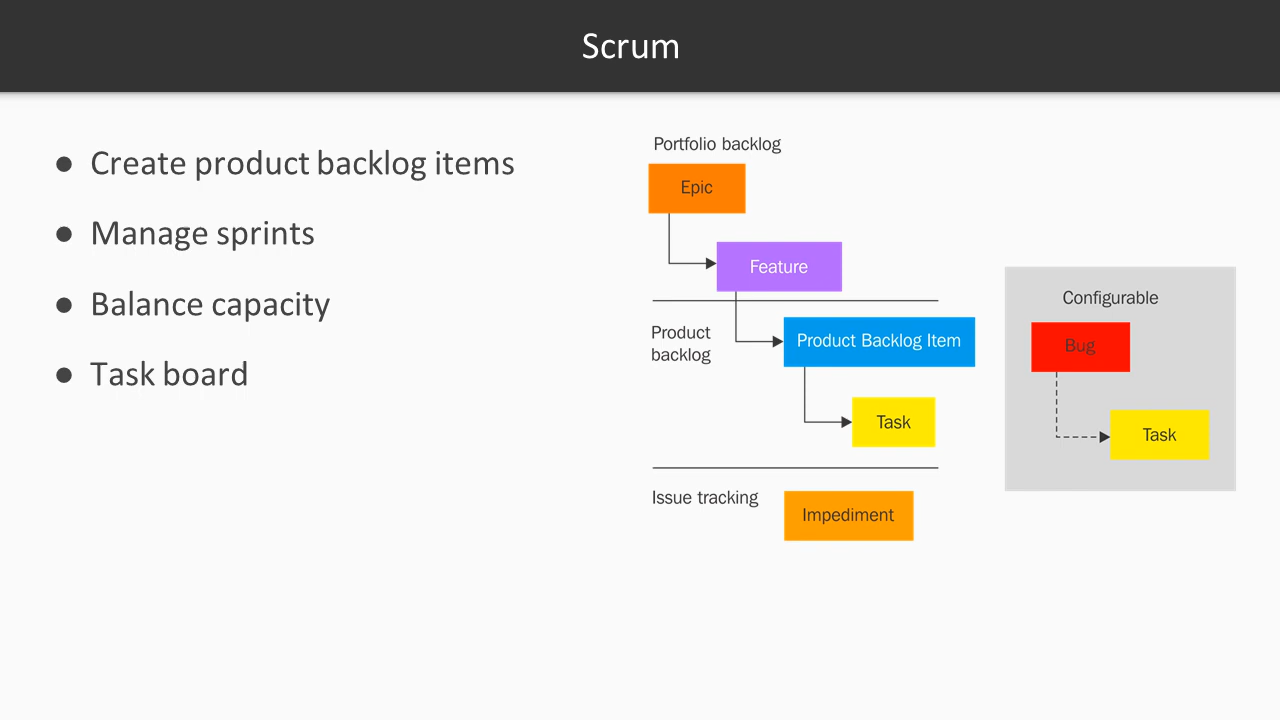 Scrum
● Create product backlog items
● Manage sprints
● Balance capacity
● Task board
Portfolio backlog
Epic
Feature
Product
backlog
Product Backlog Item
Task
Issue tracking
Impediment
Configurable
Bug
Task